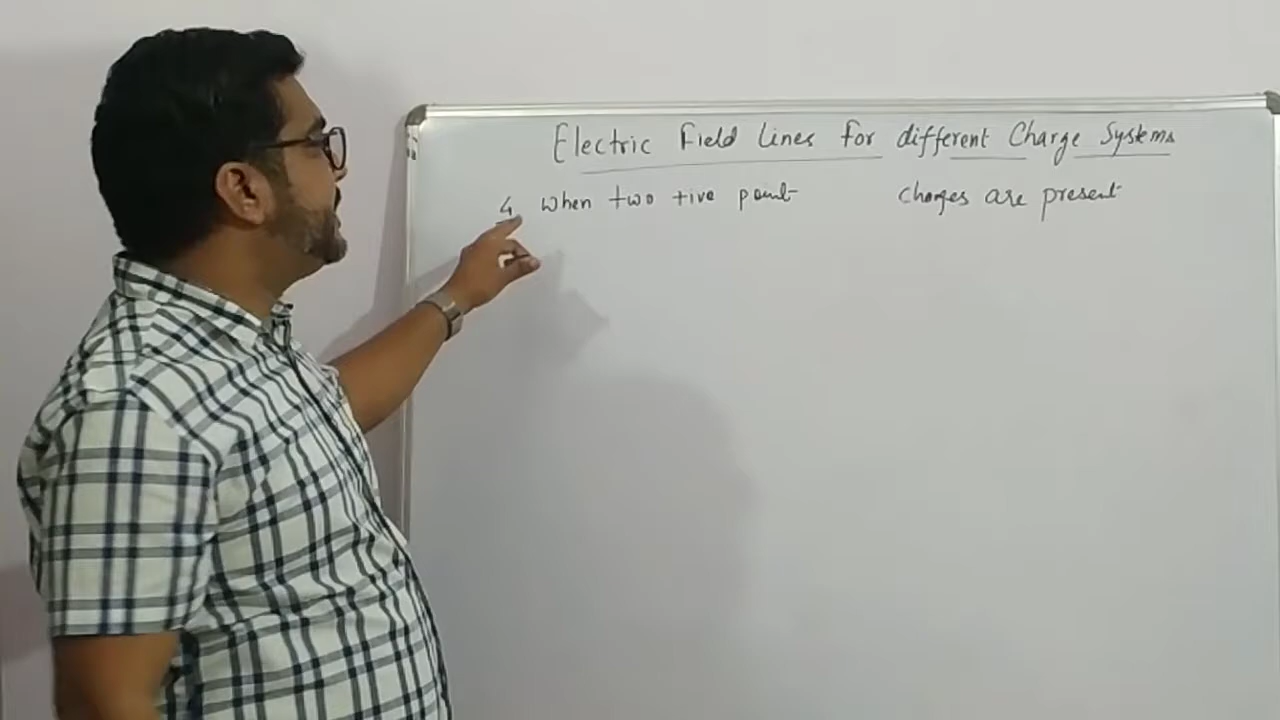 Electric Field Lines for different Charge Systems
4 When two +ive point charges are present